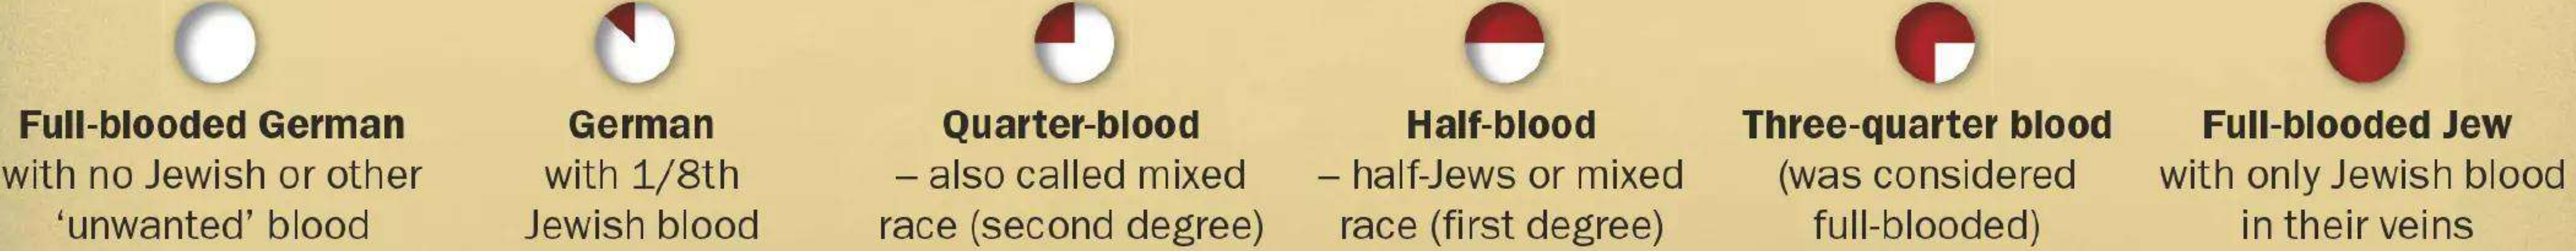 Full-blooded German
with no Jewish or other
‘unwanted’ blood
German
with 1/8th
Jewish blood
Quarter-blood
– also called mixed
race (second degree)
Half-blood
– half-Jews or mixed
race (first degree)
Three-quarter blood
(was considered
full-blooded)
Full-blooded Jew
with only Jewish blood
in their veins